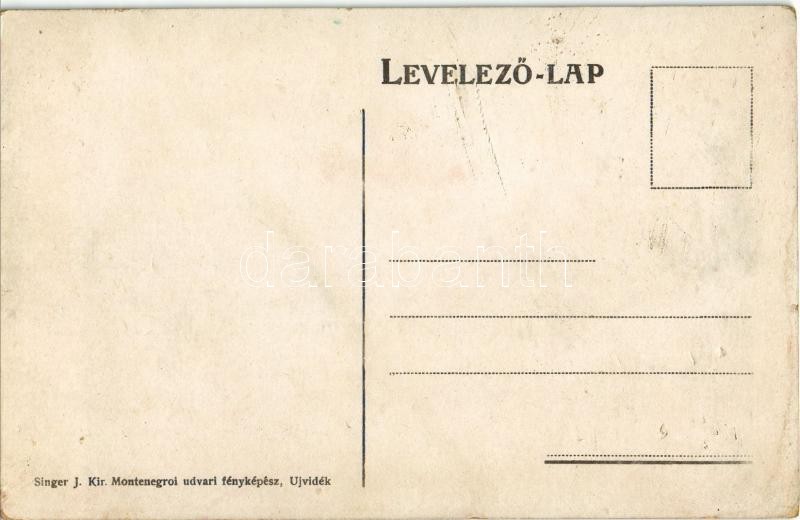 LEVELEZŐ-LAP
darabanth
Singer J. Kir. Montenegroi udvari fényképész, Ujvidék